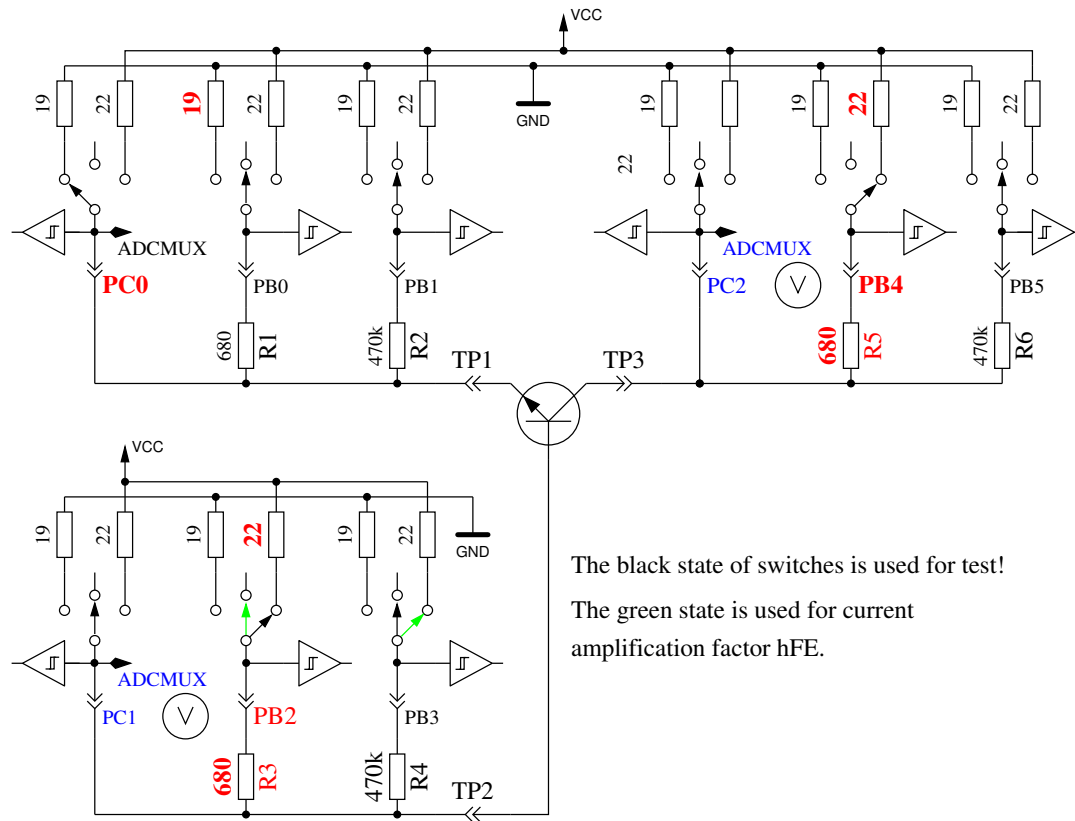 VCC
19
22
19
22
19
22
GND
19
22
19
22
19
22
22
ADCMUX
ADCMUX
PC0
PB0
PB1
PC2
V
PB4
PB5
680
R1
470k
R2
TP1
TP3
680
R5
470k
R6
VCC
19
22
19
22
19
22
GND
The black state of switches is used for test!
The green state is used for current
amplification factor hFE.
ADCMUX
PC1
V
PB2
PB3
680
R3
470k
R4
TP2